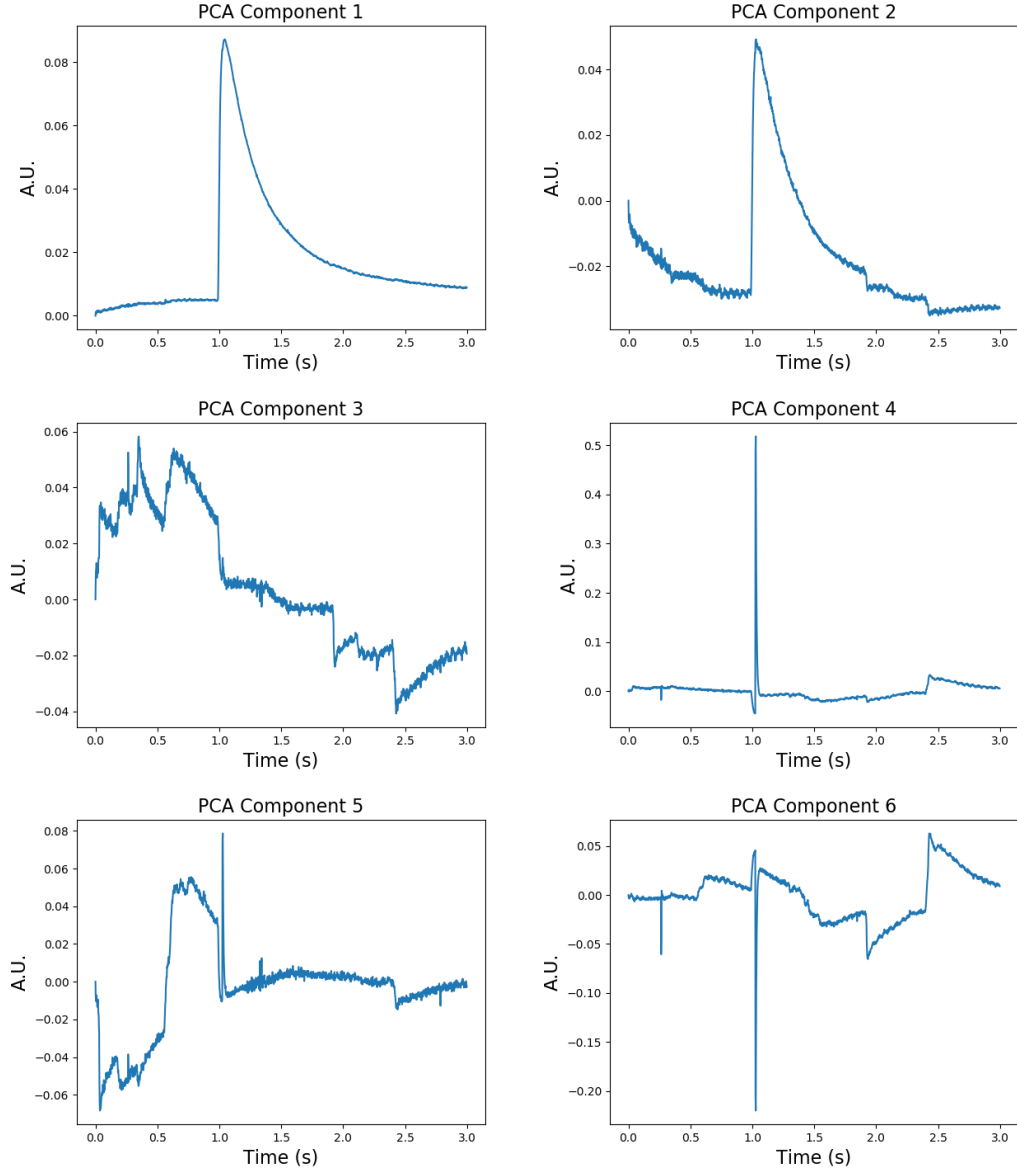 PCA Component 1
0.08
0.06
0.04
0.02
0.00
A.U.
0.0 0.5 1.0 1.5 2.0 2.5 3.0
Time (s)
PCA Component 2
0.04
0.02
0.00
−0.02
A.U.
0.0 0.5 1.0 1.5 2.0 2.5 3.0
Time (s)
PCA Component 3
0.06
0.04
0.02
0.00
−0.02
−0.04
A.U.
0.0 0.5 1.0 1.5 2.0 2.5 3.0
Time (s)
PCA Component 4
0.5
0.4
0.3
0.2
0.1
0.0
A.U.
0.0 0.5 1.0 1.5 2.0 2.5 3.0
Time (s)
PCA Component 5
0.08
0.06
0.04
0.02
0.00
−0.02
−0.04
−0.06
A.U.
0.0 0.5 1.0 1.5 2.0 2.5 3.0
Time (s)
PCA Component 6
0.05
0.00
−0.05
−0.10
−0.15
−0.20
A.U.
0.0 0.5 1.0 1.5 2.0 2.5 3.0
Time (s)